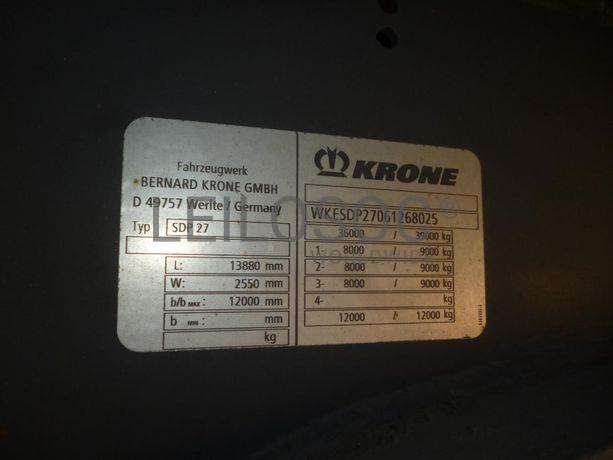 Fahrzeugwerk
BERNARD KRONE GMBH
D 49757 Werlte / Germany
Typ SDP 27
L: 13880 mm
W: 2550 mm
b/b MAX: 12000 mm
b MIN: mm
kg
KRONE
WKESDP27061268025
36000 / 39000 kg
1- 8000 / 9000 kg
2- 8000 / 9000 kg
3- 8000 / 9000 kg
4- kg
12000 / 12000 kg
LEILOSOC®
WORLDWIDE